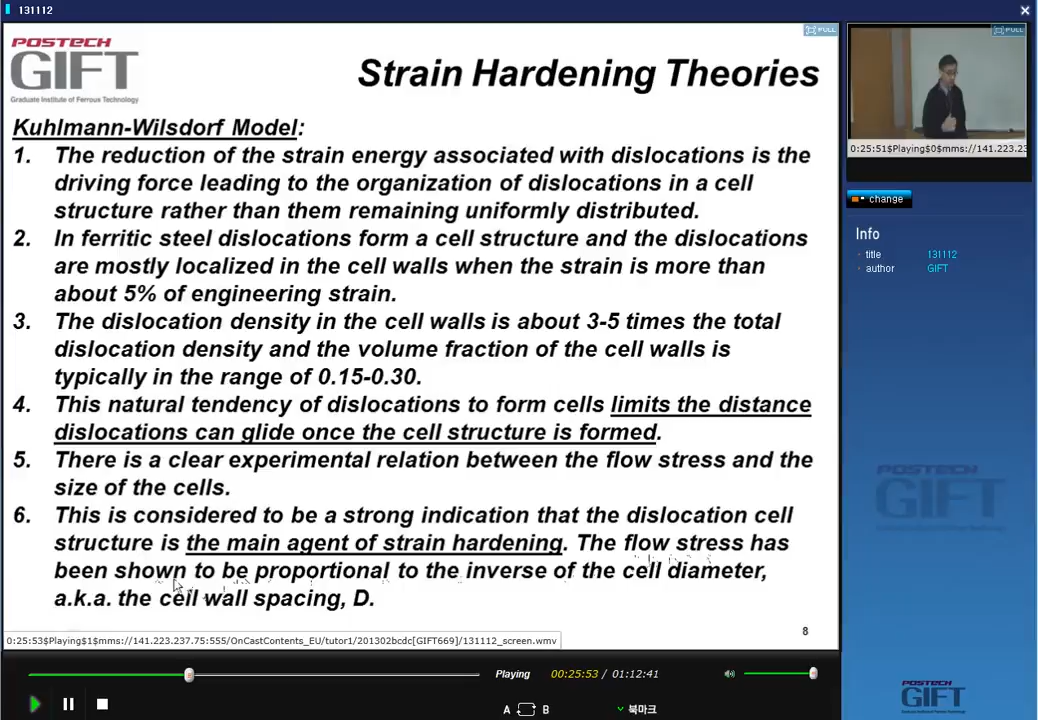 131112
FULL
POSTECH
GIFT
Graduate Institute of Ferrous Technology
Strain Hardening Theories
Kuhlmann-Wilsdorf Model:
1. The reduction of the strain energy associated with dislocations is the
driving force leading to the organization of dislocations in a cell
structure rather than them remaining uniformly distributed.
2. In ferritic steel dislocations form a cell structure and the dislocations
are mostly localized in the cell walls when the strain is more than
about 5% of engineering strain.
3. The dislocation density in the cell walls is about 3-5 times the total
dislocation density and the volume fraction of the cell walls is
typically in the range of 0.15-0.30.
4. This natural tendency of dislocations to form cells limits the distance
dislocations can glide once the cell structure is formed.
5. There is a clear experimental relation between the flow stress and the
size of the cells.
6. This is considered to be a strong indication that the dislocation cell
structure is the main agent of strain hardening. The flow stress has
been shown to be proportional to the inverse of the cell diameter,
a.k.a. the cell wall spacing, D.
8
0:25:53$Playing$1$mms://141.223.237.75:555/OnCastContents_EU/tutor1/201302bcdc[GIFT669]/131112_screen.wmv
Playing 00:25:53 / 01:12:41
A B 북마크
FULL
0:25:51$Playing$0$mms://141.223.23
change
Info
title 131112
author GIFT
POSTECH
GIFT
POSTECH
GIFT